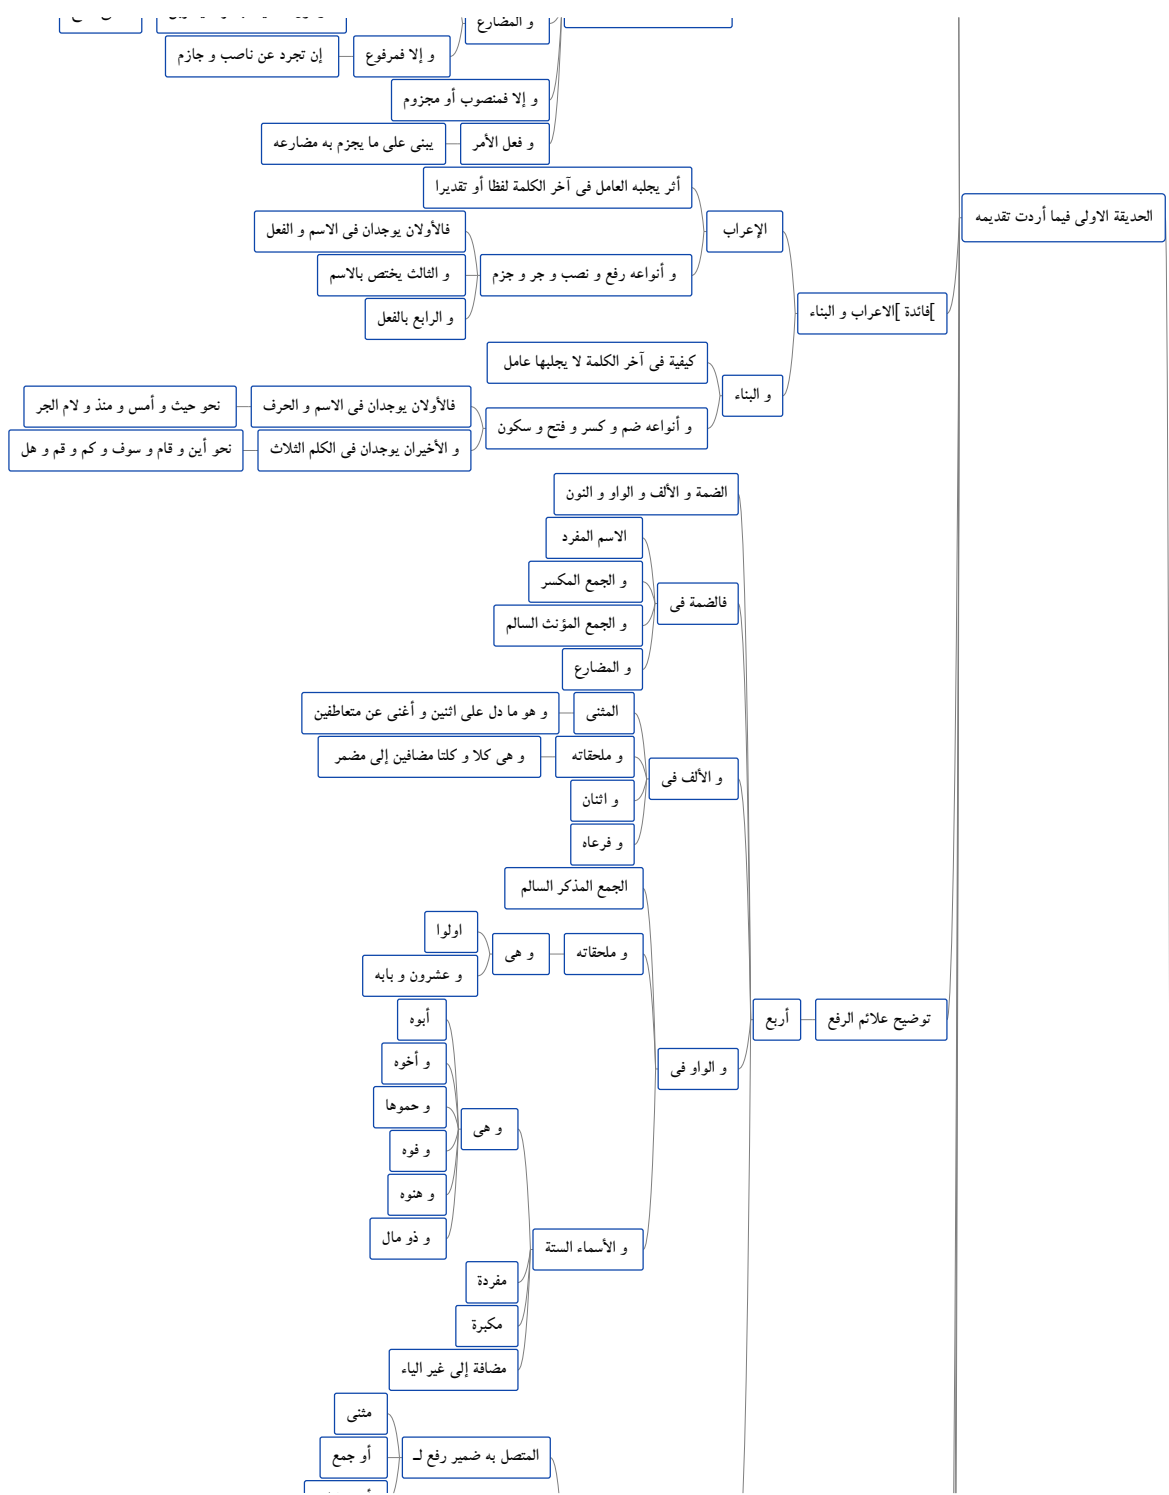 و المضارع
و إلا فمرفوع
إن تجرد عن ناصب و جازم
و إلا فمنصوب أو مجزوم
و فعل الأمر
يبنى على ما يجزم به مضارعه
الحديقة الاولى فيما أردت تقديمه
]فائدة ]الاعراب و البناء
الإعراب
أثر يجلبه العامل فى آخر الكلمة لفظا أو تقديرا
و أنواعه رفع و نصب و جر و جزم
فالأولان يوجدان فى الاسم و الفعل
و الثالث يختص بالاسم
و الرابع بالفعل
و البناء
كيفية فى آخر الكلمة لا يجلبها عامل
و أنواعه ضم و كسر و فتح و سكون
فالأولان يوجدان فى الاسم و الحرف
نحو حيث و أمس و منذ و لام الجر
و الأخيران يوجدان فى الكلم الثلاث
نحو أين و قام و سوف و كم و قم و هل
توضيح علائم الرفع
أربع
الضمة و الألف و الواو و النون
فالضمة فى
الاسم المفرد
و الجمع المكسر
و الجمع المؤنث السالم
و المضارع
و الألف فى
المثنى
و هو ما دل على اثنين و أغنى عن متعاطفين
و ملحقاته
و هى كلا و كلتا مضافين إلى مضمر
و اثنان
و فرعاه
و الواو فى
الجمع المذكر السالم
و ملحقاته
و هى
اولوا
و عشرون و بابه
و الأسماء الستة
و هى
أبوه
و أخوه
و حموها
و فوه
و هنوه
و ذو مال
مفردة
مكبرة
مضافة إلى غير الياء
المتصل به ضمير رفع لـ
مثنى
أو جمع